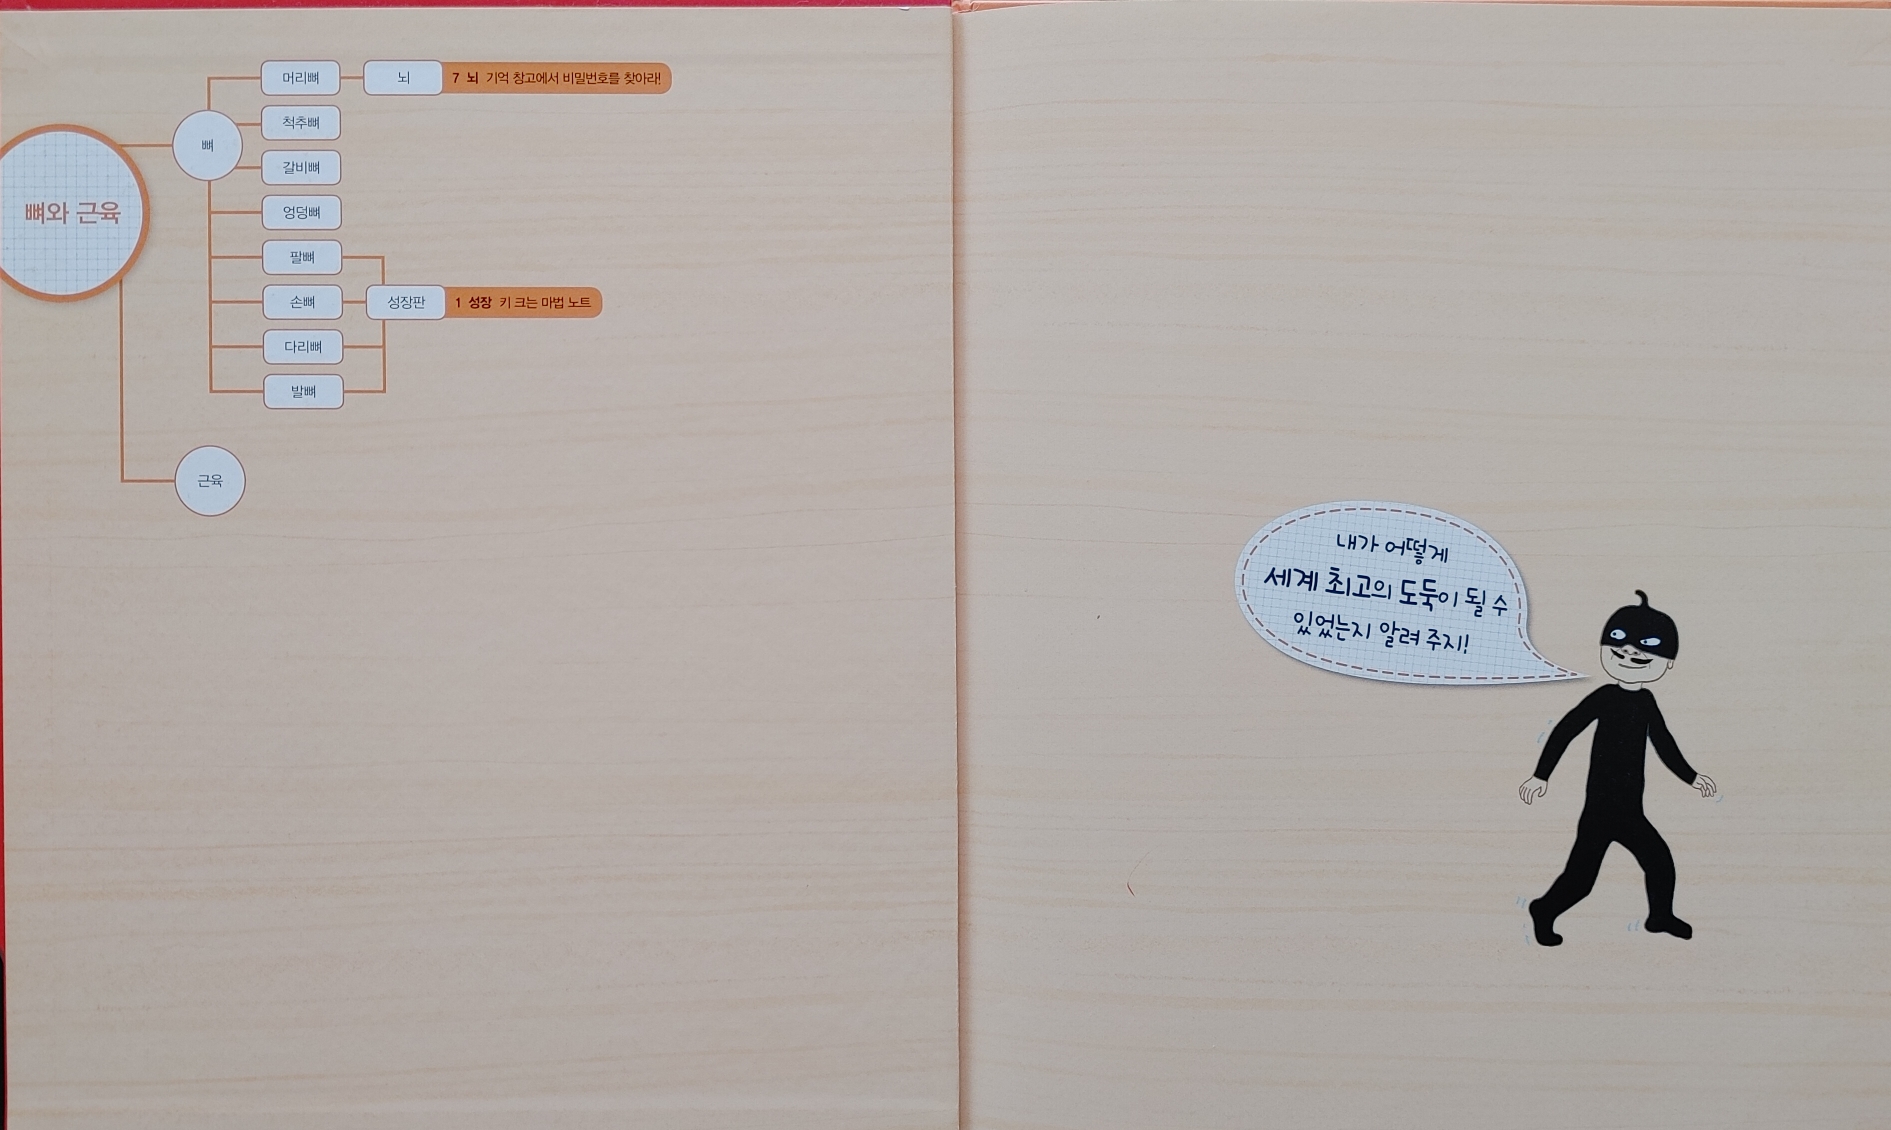 뼈와 근육
뼈
머리뼈
뇌
7 뇌 기억 창고에서 비밀번호를 찾아라!
척추뼈
갈비뼈
엉덩뼈
팔뼈
손뼈
성장판
1 성장 키 크는 마법 노트
다리뼈
발뼈
근육
내가 어떻게
세계 최고의 도둑이 될 수
있었는지 알려 주지!